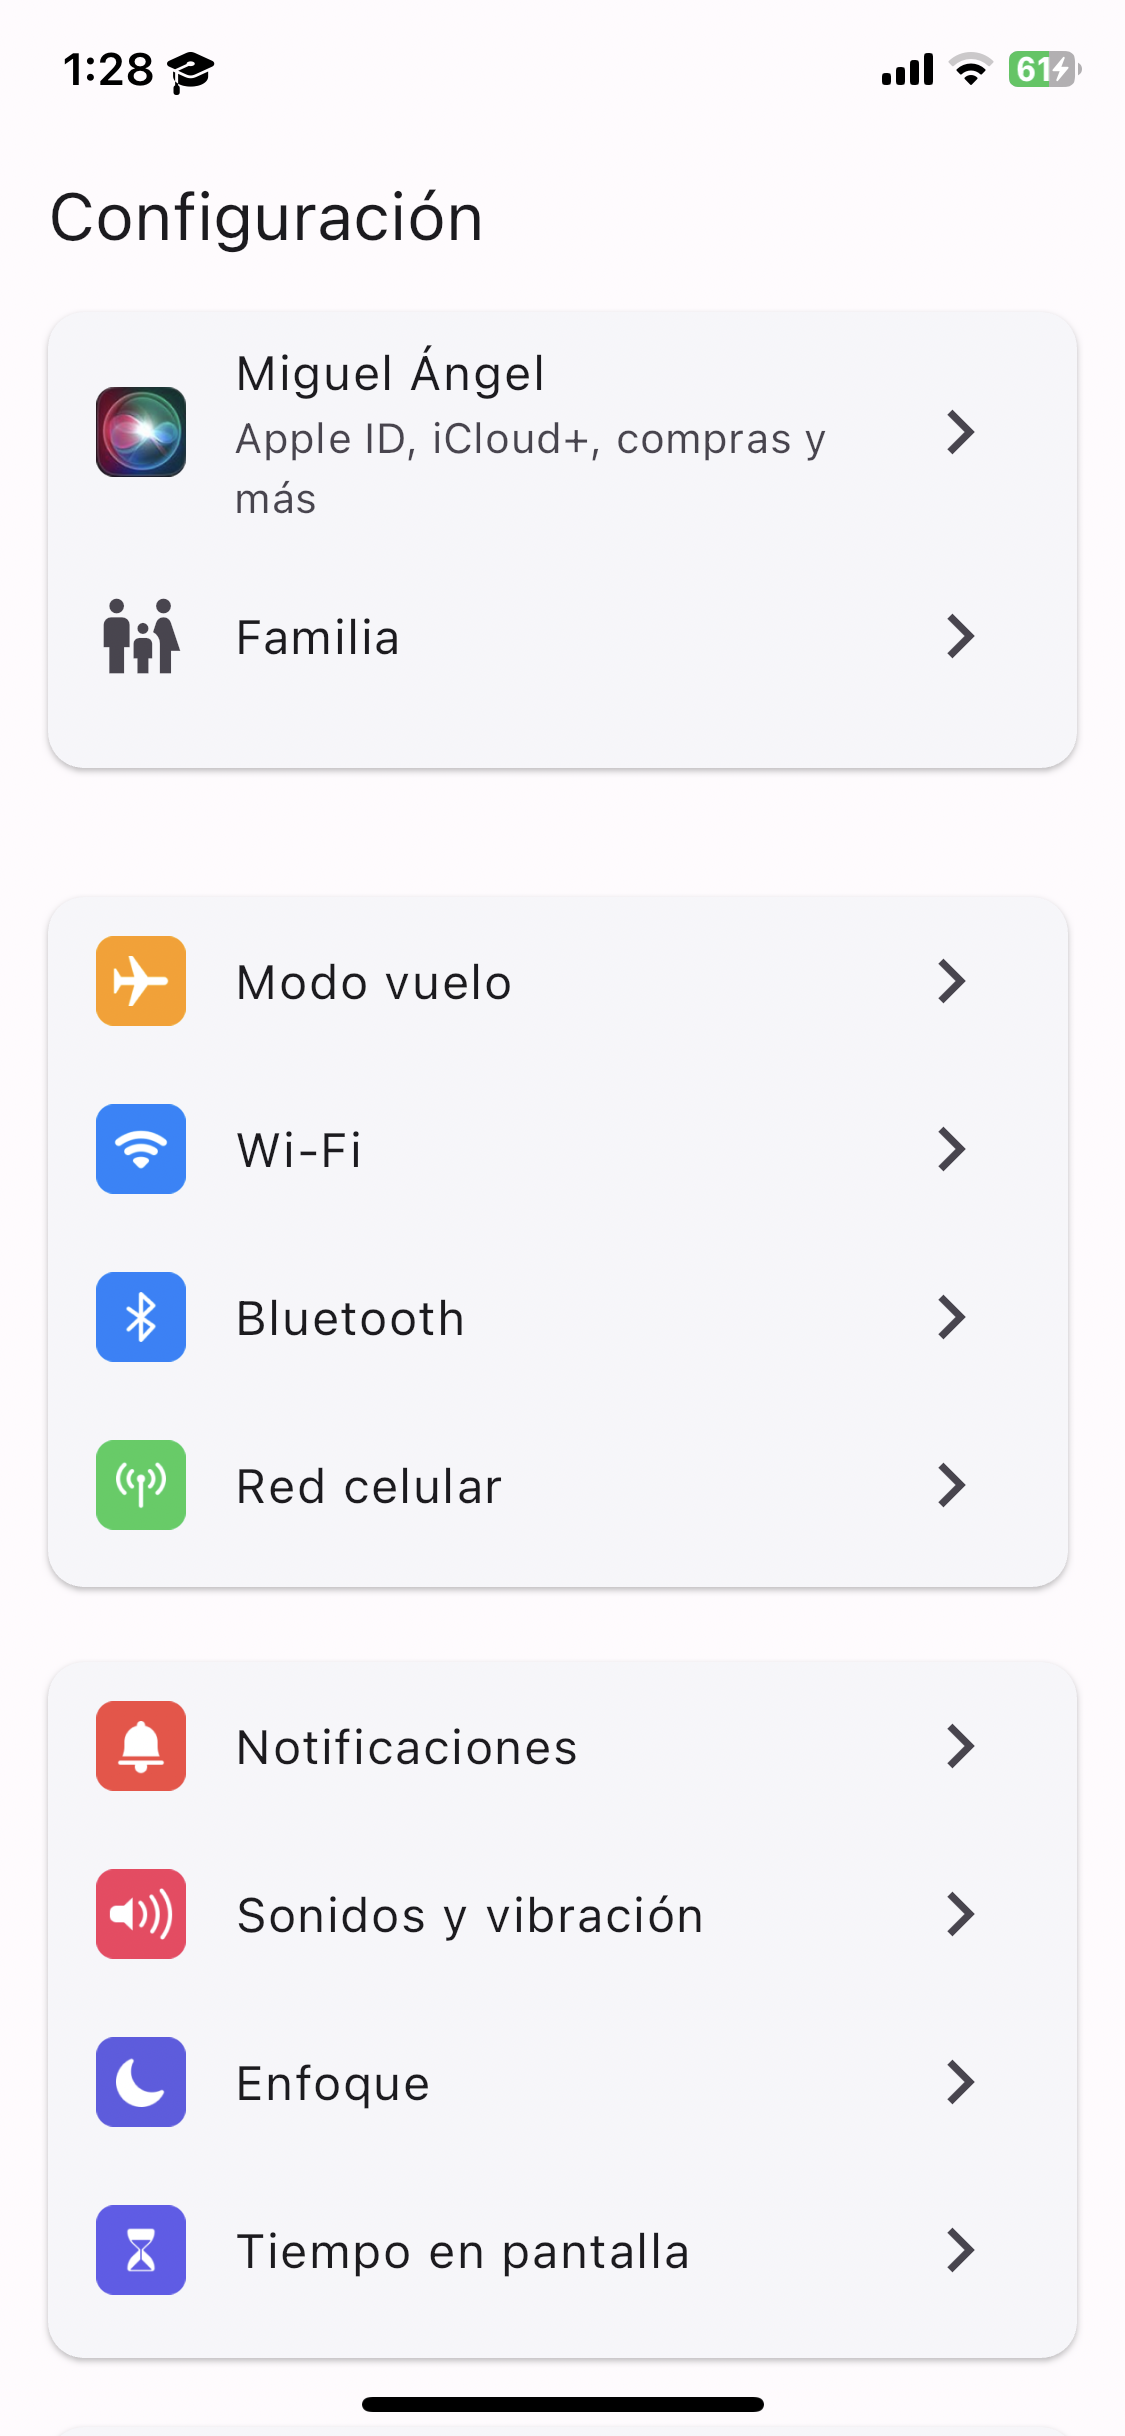 1:28
61
Configuración
Miguel Ángel
Apple ID, iCloud+, compras y
más
Familia
Modo vuelo
Wi-Fi
Bluetooth
Red celular
Notificaciones
Sonidos y vibración
Enfoque
Tiempo en pantalla